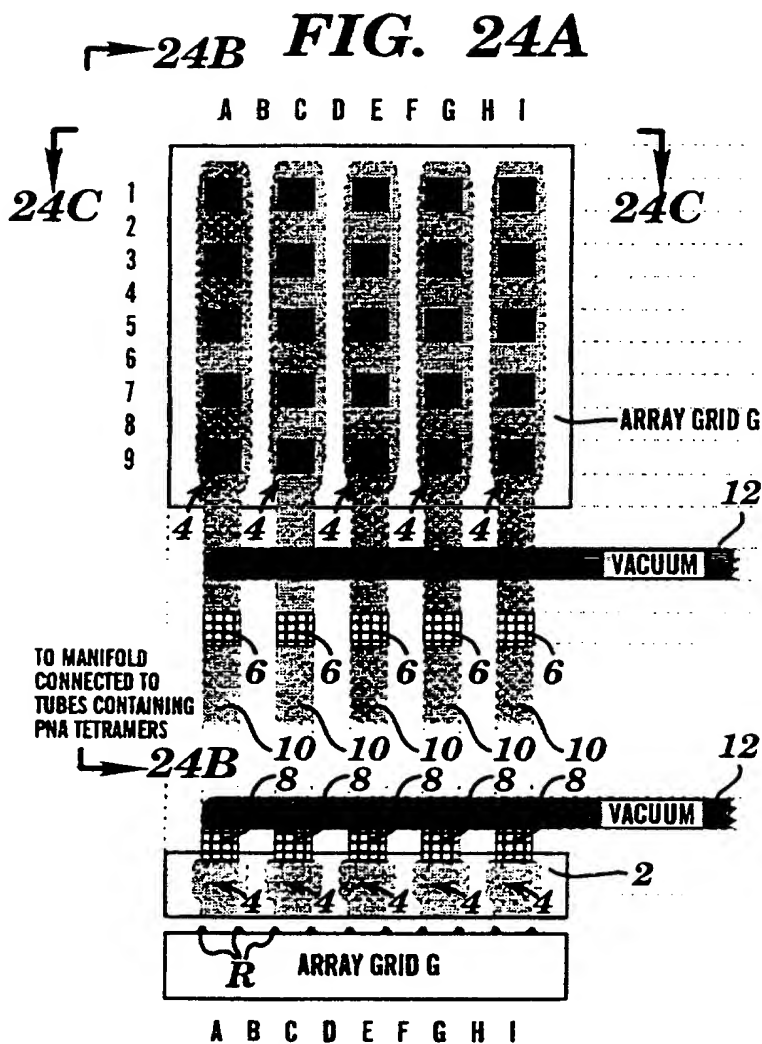 FIG. 24A
24B
A B C D E F G H I
24C 24C
1
2
3
4
5
6
7
8
9
ARRAY GRID G
4 4 4 4 4
12
VACUUM
6 6 6 6 6
TO MANIFOLD
CONNECTED TO
TUBES CONTAINING
PNA TETRAMERS
10 10 10 10 10
24B
8 8 8 8 8
12
VACUUM
2
4 4 4 4 4
R ARRAY GRID G
A B C D E F G H I